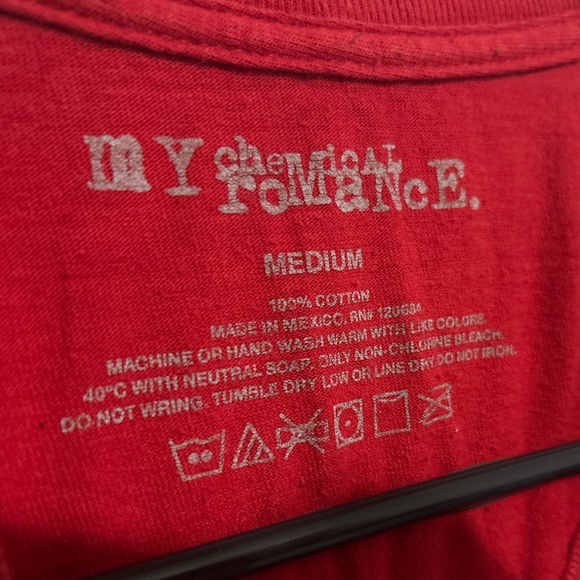 my chemical
romance.
MEDIUM
100% COTTON
MADE IN MEXICO. RN# 120684
MACHINE OR HAND WASH WARM WITH LIKE COLORS.
40°C WITH NEUTRAL SOAP. ONLY NON-CHLORINE BLEACH.
DO NOT WRING. TUMBLE DRY LOW OR LINE DRY DO NOT IRON.